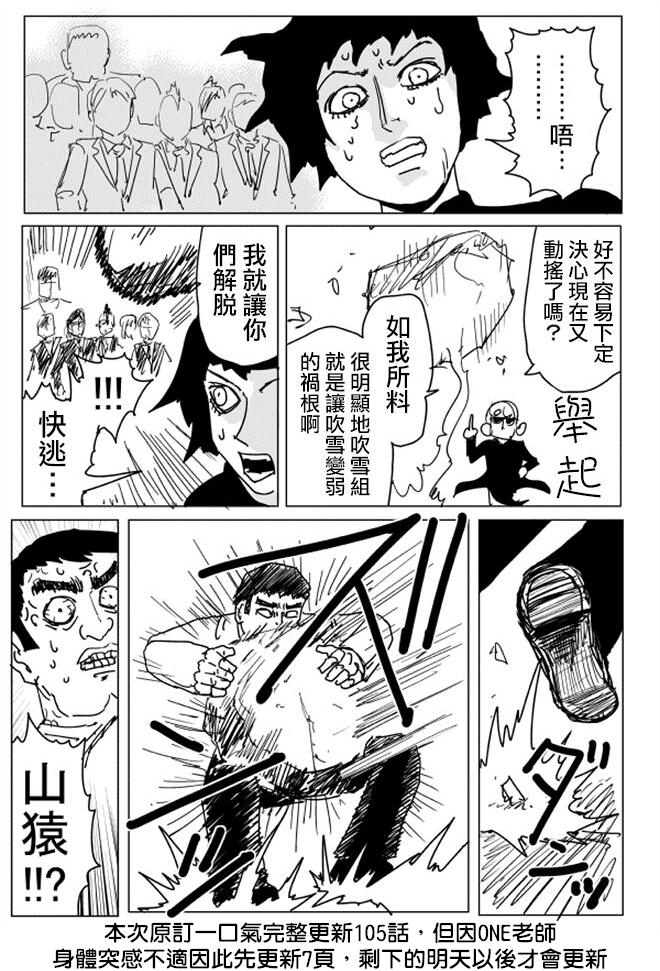 ………
唔……
好不容易下定
決心現在又
動搖了嗎？
舉起
如我所料
很明顯地吹雪組
就是讓吹雪變弱
的禍根啊
我就讓你
們解脫
!!!
快逃…
ダンッ
ズア
山猿
!!?
本次原訂一口氣完整更新105話，但因ONE老師
身體突感不適因此先更新7頁，剩下的明天以後才會更新